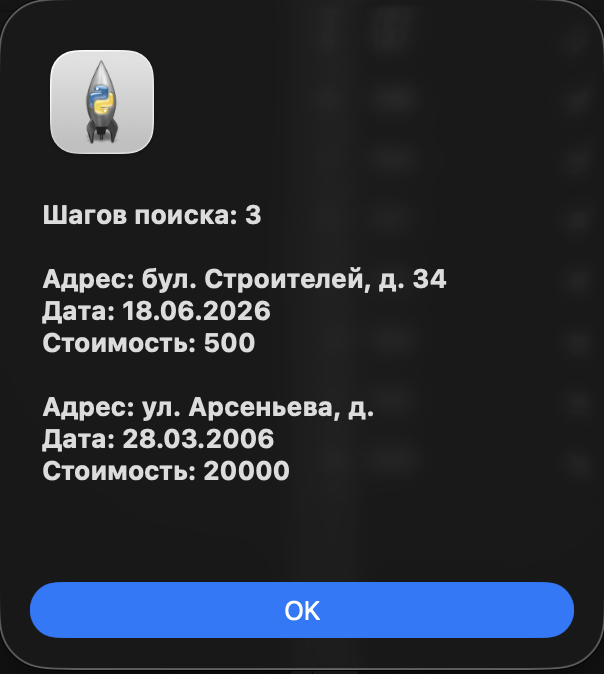 Шагов поиска: 3
Адрес: бул. Строителей, д. 34
Дата: 18.06.2026
Стоимость: 500
Адрес: ул. Арсеньева, д.
Дата: 28.03.2006
Стоимость: 20000
OK